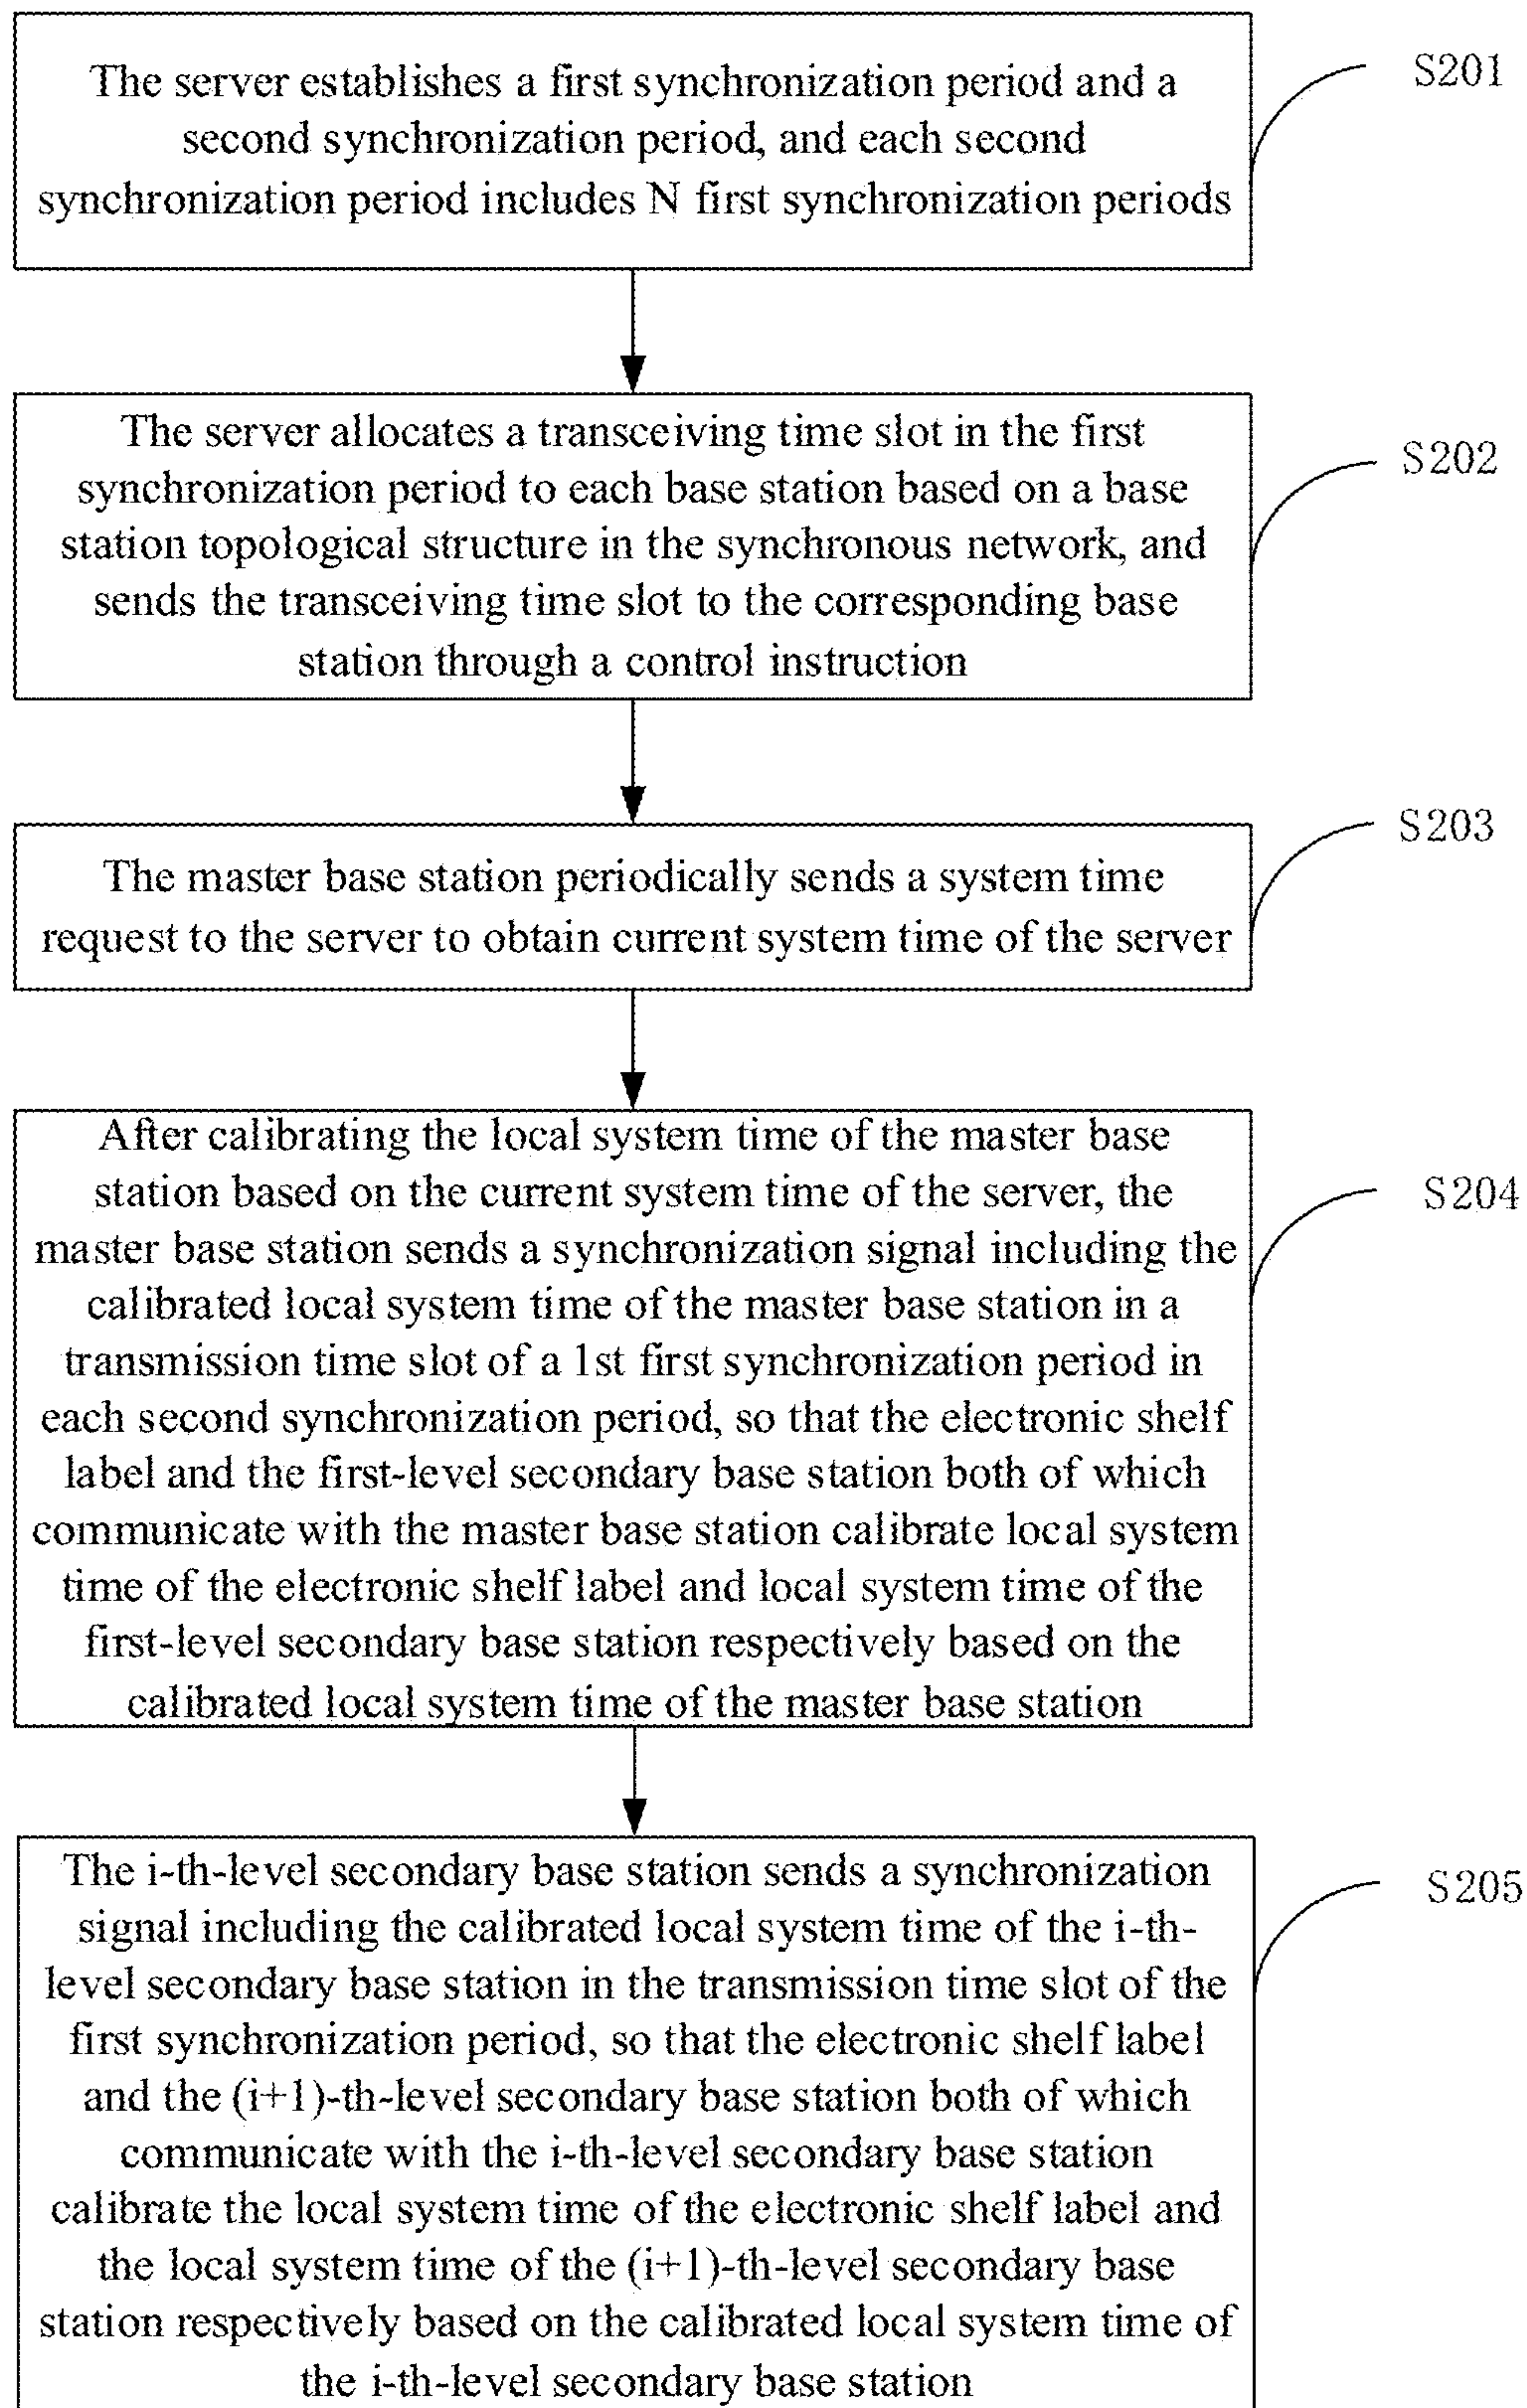 The server establishes a first synchronization period and a
second synchronization period, and each second
synchronization period includes N first synchronization periods
S201
The server allocates a transceiving time slot in the first
synchronization period to each base station based on a base
station topological structure in the synchronous network, and
sends the transceiving time slot to the corresponding base
station through a control instruction
S202
The master base station periodically sends a system time
request to the server to obtain current system time of the server
S203
After calibrating the local system time of the master base
station based on the current system time of the server, the
master base station sends a synchronization signal including the
calibrated local system time of the master base station in a
transmission time slot of a 1st first synchronization period in
each second synchronization period, so that the electronic shelf
label and the first-level secondary base station both of which
communicate with the master base station calibrate local system
time of the electronic shelf label and local system time of the
first-level secondary base station respectively based on the
calibrated local system time of the master base station
S204
The i-th-level secondary base station sends a synchronization
signal including the calibrated local system time of the i-th-
level secondary base station in the transmission time slot of the
first synchronization period, so that the electronic shelf label
and the (i+1)-th-level secondary base station both of which
communicate with the i-th-level secondary base station
calibrate the local system time of the electronic shelf label and
the local system time of the (i+1)-th-level secondary base
station respectively based on the calibrated local system time of
the i-th-level secondary base station
S205